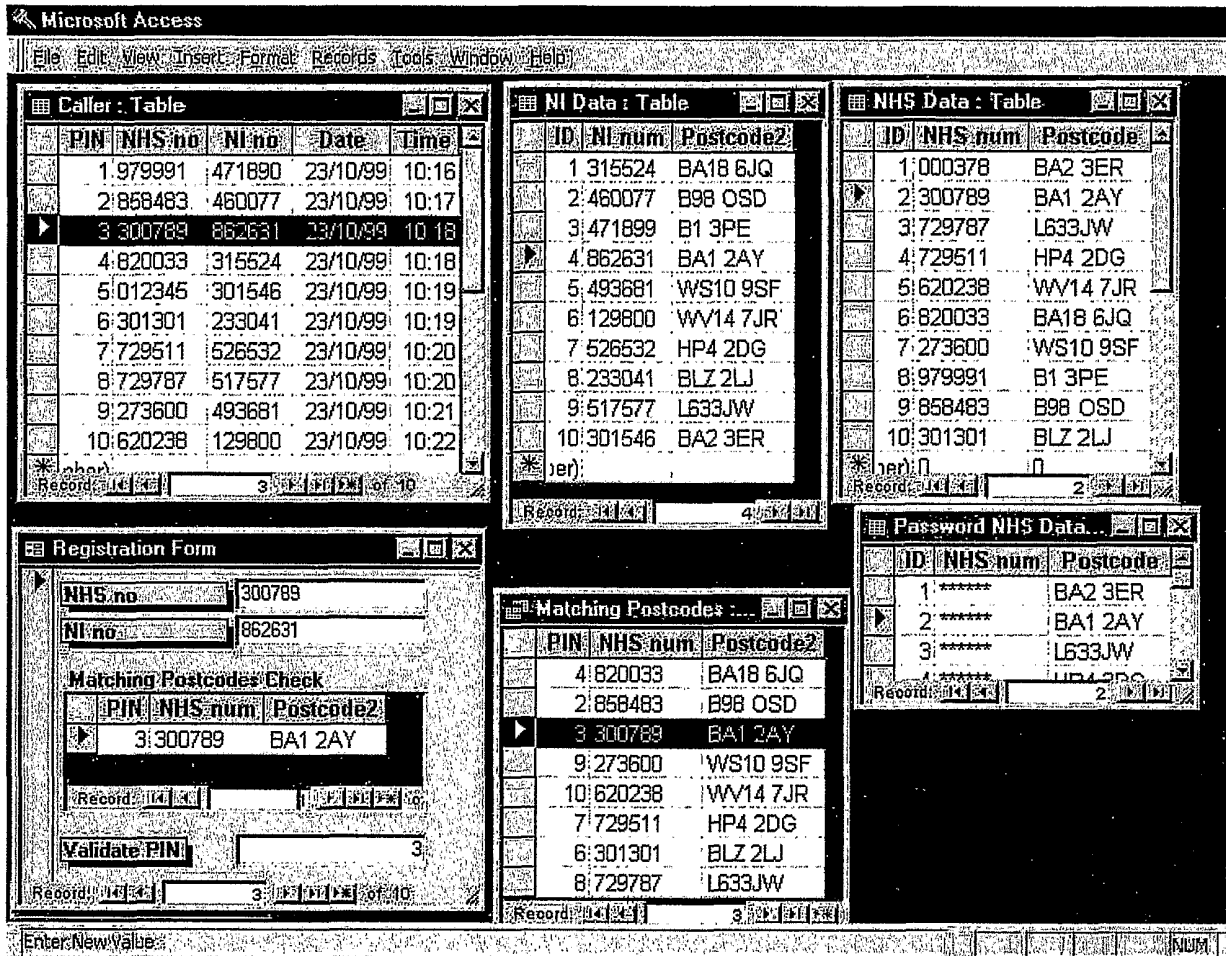 Microsoft Access
File Edit View Insert Format Records Tools Window Help
Caller : Table
PIN NHS no NI no Date Time
1 979991 471890 23/10/99 10:16
2 858483 460077 23/10/99 10:17
3 300789 862631 23/10/99 10:18
4 820033 315524 23/10/99 10:18
5 012345 301546 23/10/99 10:19
6 301301 233041 23/10/99 10:19
7 729511 526532 23/10/99 10:20
8 729787 517577 23/10/99 10:20
9 273600 493681 23/10/99 10:21
10 620238 129800 23/10/99 10:22
Record: 3 of 10
NI Data : Table
ID NI num Postcode2
1 315524 BA18 6JQ
2 460077 B98 OSD
3 471899 B1 3PE
4 862631 BA1 2AY
5 493681 WS10 9SF
6 129800 WV14 7JR
7 526532 HP4 2DG
8 233041 BLZ 2LJ
9 517577 L633JW
10 301546 BA2 3ER
ber)
Record: 4
NHS Data : Table
ID NHS num Postcode
1 000378 BA2 3ER
2 300789 BA1 2AY
3 729787 L633JW
4 729511 HP4 2DG
5 620238 WV14 7JR
6 820033 BA18 6JQ
7 273600 WS10 9SF
8 979991 B1 3PE
9 858483 B98 OSD
10 301301 BLZ 2LJ
ber) 0 0
Record: 2
Registration Form
NHS no 300789
NI no 862631
Matching Postcodes Check
PIN NHS num Postcode2
3 300789 BA1 2AY
Record:
Validate PIN 3
Record: 3 of 10
Matching Postcodes :...
PIN NHS num Postcode2
4 820033 BA18 6JQ
2 858483 B98 OSD
3 300789 BA1 2AY
9 273600 WS10 9SF
10 620238 WV14 7JR
7 729511 HP4 2DG
6 301301 BLZ 2LJ
8 729787 L633JW
Record: 3
Password NHS Data...
ID NHS num Postcode
1 ****** BA2 3ER
2 ****** BA1 2AY
3 ****** L633JW
4 ****** HP4 2DG
Record: 2
Enter New Value
NUM